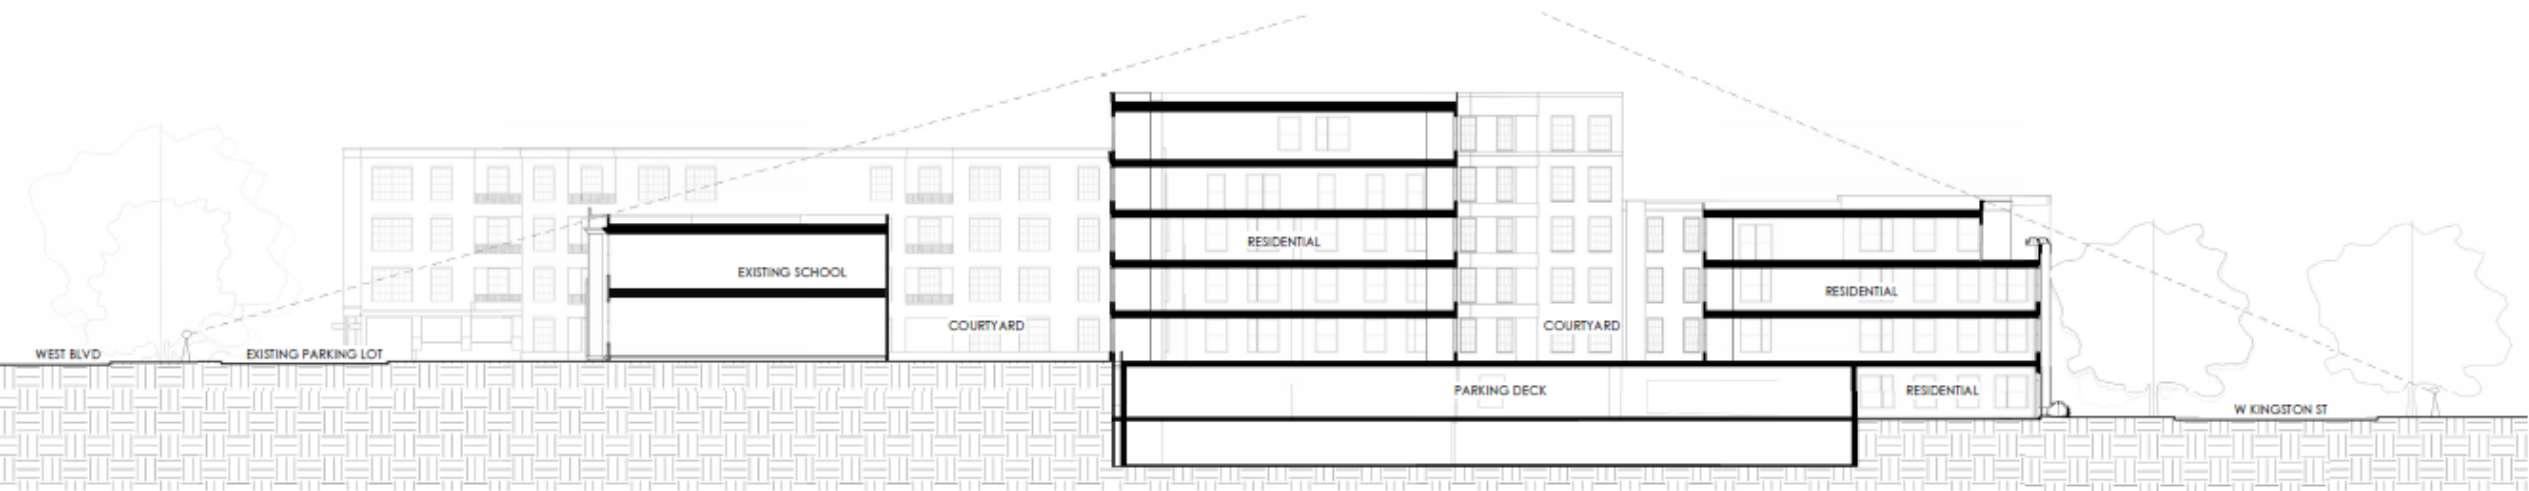 WEST BLVD
EXISTING PARKING LOT
EXISTING SCHOOL
COURTYARD
RESIDENTIAL
COURTYARD
RESIDENTIAL
PARKING DECK
RESIDENTIAL
W KINGSTON ST